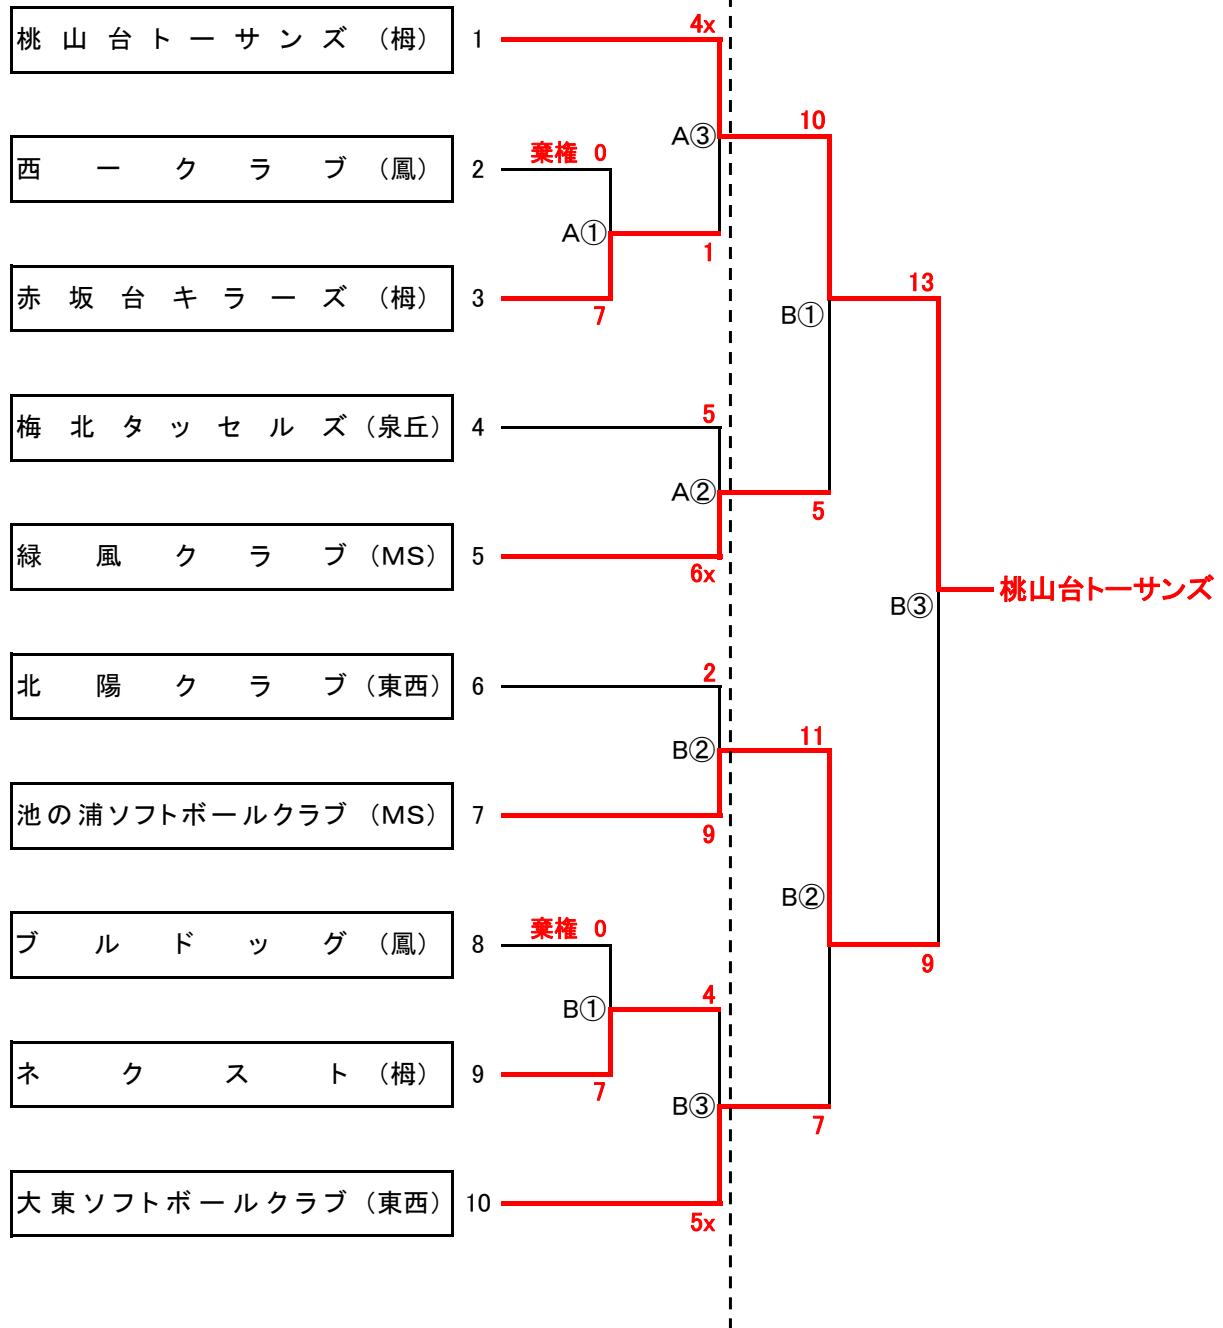 4x
桃山台トーサンズ（栂） 1
10
A③
棄権 0
西一クラブ（鳳） 2
A①
1
13
赤坂台キラーズ（栂） 3
7
B①
5
梅北タッセルズ（泉丘） 4
A②
5
緑風クラブ（MS） 5
6x
桃山台トーサンズ
B③
2
北陽クラブ（東西） 6
11
B②
池の浦ソフトボールクラブ（MS） 7
9
B②
棄権 0
ブルドッグ（鳳） 8
9
4
B①
ネクスト（栂） 9
7
B③
7
大東ソフトボールクラブ（東西） 10
5x